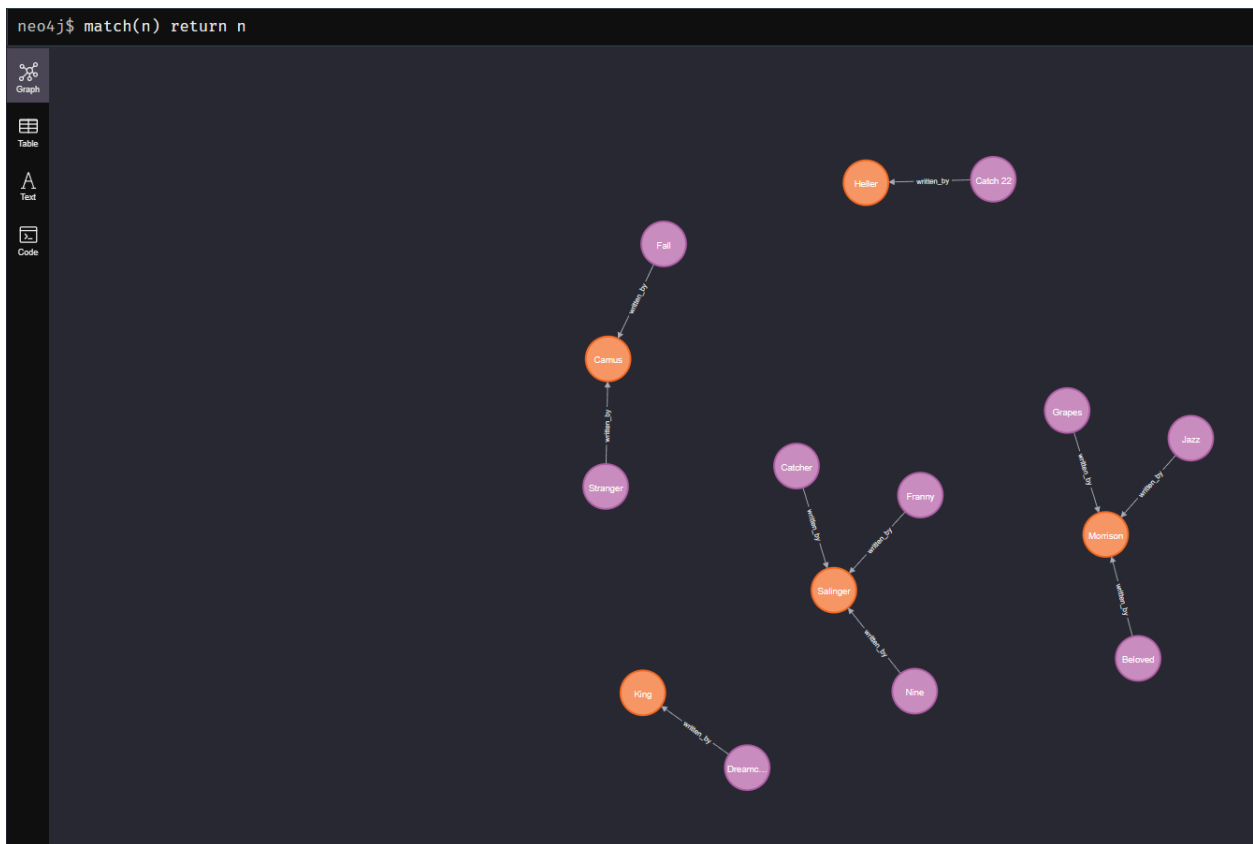 neo4j$ match(n) return n
Graph
Table
Text
Code
Heller
written_by
Catch 22
Fall
written_by
Camus
written_by
Stranger
Grapes
Jazz
written_by
written_by
Morrison
written_by
Beloved
Catcher
Franny
written_by
written_by
Salinger
written_by
Nine
King
written_by
Dreamc...